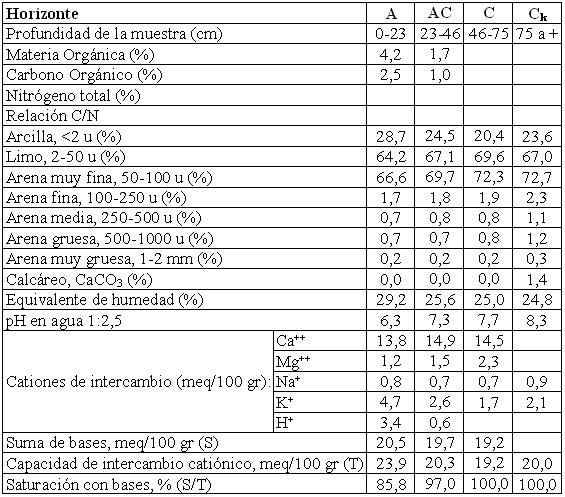 Horizonte A AC C Ck
Profundidad de la muestra (cm) 0-23 23-46 46-75 75 a +
Materia Orgánica (%) 4,2 1,7
Carbono Orgánico (%) 2,5 1,0
Nitrógeno total (%)
Relación C/N
Arcilla, <2 u (%) 28,7 24,5 20,4 23,6
Limo, 2-50 u (%) 64,2 67,1 69,6 67,0
Arena muy fina, 50-100 u (%) 66,6 69,7 72,3 72,7
Arena fina, 100-250 u (%) 1,7 1,8 1,9 2,3
Arena media, 250-500 u (%) 0,7 0,8 0,8 1,1
Arena gruesa, 500-1000 u (%) 0,7 0,7 0,8 1,2
Arena muy gruesa, 1-2 mm (%) 0,2 0,2 0,2 0,3
Calcáreo, CaCO₃ (%) 0,0 0,0 0,0 1,4
Equivalente de humedad (%) 29,2 25,6 25,0 24,8
pH en agua 1:2,5 6,3 7,3 7,7 8,3
Cationes de intercambio (meq/100 gr): Ca⁺⁺ 13,8 14,9 14,5
Mg⁺⁺ 1,2 1,5 2,3
Na⁺ 0,8 0,7 0,7 0,9
K⁺ 4,7 2,6 1,7 2,1
H⁺ 3,4 0,6
Suma de bases, meq/100 gr (S) 20,5 19,7 19,2
Capacidad de intercambio catiónico, meq/100 gr (T) 23,9 20,3 19,2 20,0
Saturación con bases, % (S/T) 85,8 97,0 100,0 100,0